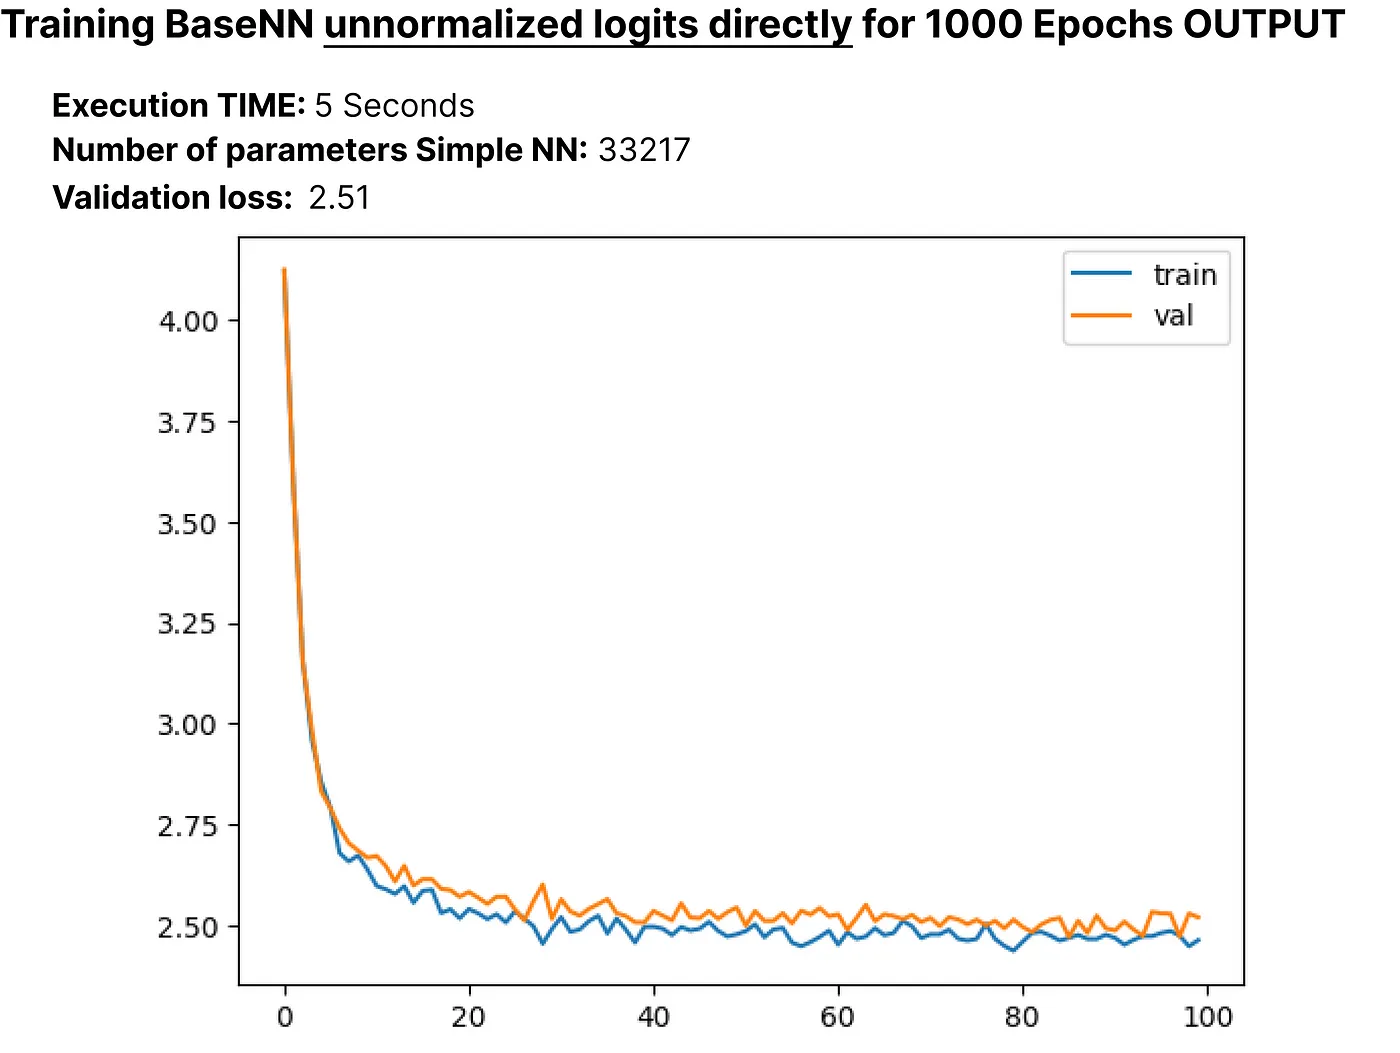 Training BaseNN unnormalized logits directly for 1000 Epochs OUTPUT
Execution TIME: 5 Seconds
Number of parameters Simple NN: 33217
Validation loss: 2.51
train
val
4.00
3.75
3.50
3.25
3.00
2.75
2.50
0 20 40 60 80 100